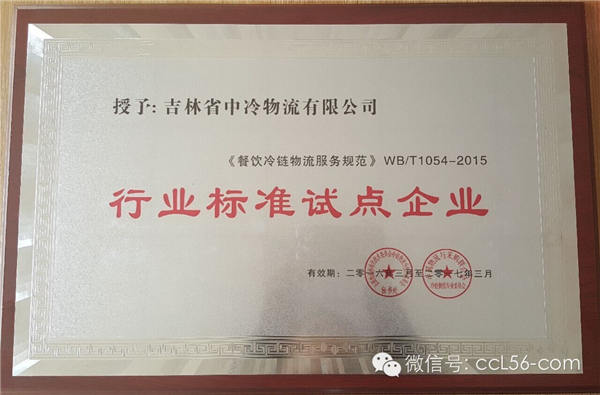 授予: 吉林省中冷物流有限公司
《餐饮冷链物流服务规范》WB/T1054-2015
行业标准试点企业
有效期: 二零一六年三月至二零一七年三月
微信号: ccL56-com